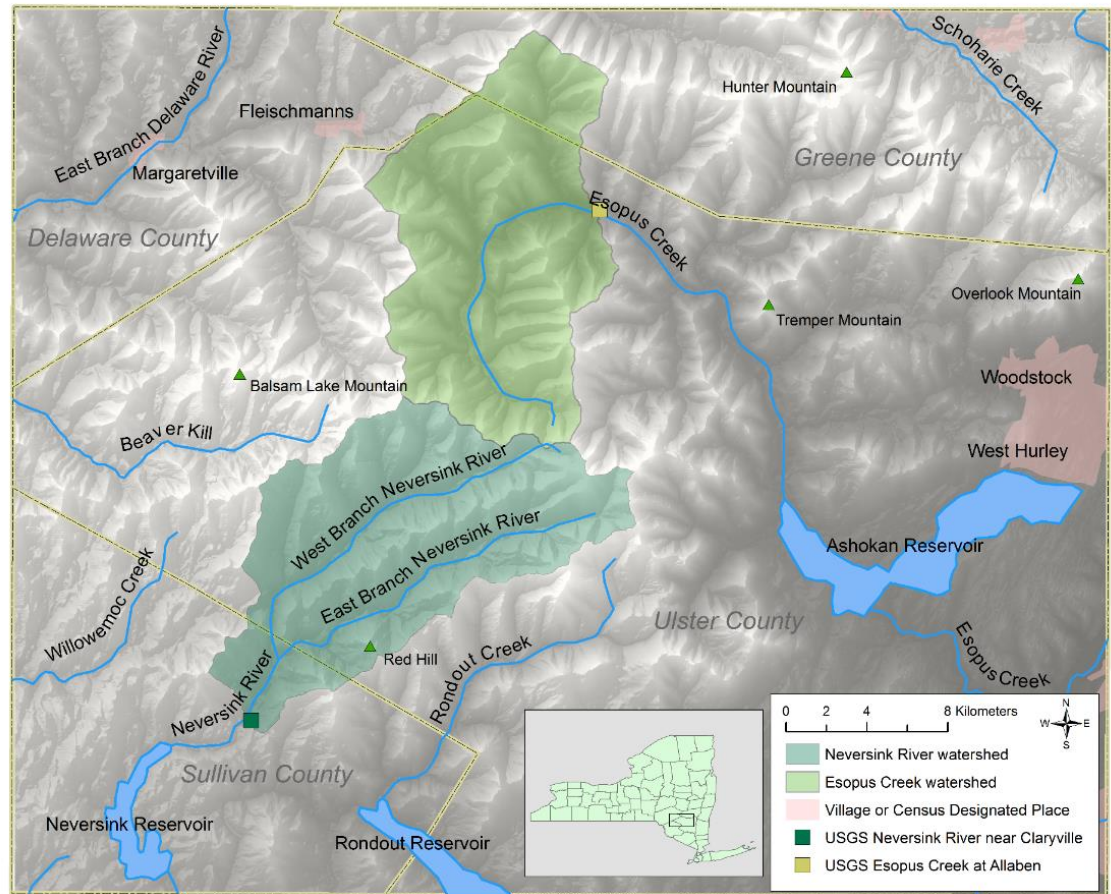 Schoharie Creek
East Branch Delaware River
Hunter Mountain
Fleischmanns
Greene County
Margaretville
Esopus Creek
Delaware County
Overlook Mountain
Tremper Mountain
Woodstock
Balsam Lake Mountain
Beaver Kill
West Hurley
West Branch Neversink River
East Branch Neversink River
Ashokan Reservoir
Willowemoc Creek
Ulster County
Esopus Creek
Red Hill
Rondout Creek
Neversink River
Sullivan County
Neversink Reservoir
Rondout Reservoir
0 2 4 8 Kilometers
N
W E
S
Neversink River watershed
Esopus Creek watershed
Village or Census Designated Place
USGS Neversink River near Claryville
USGS Esopus Creek at Allaben